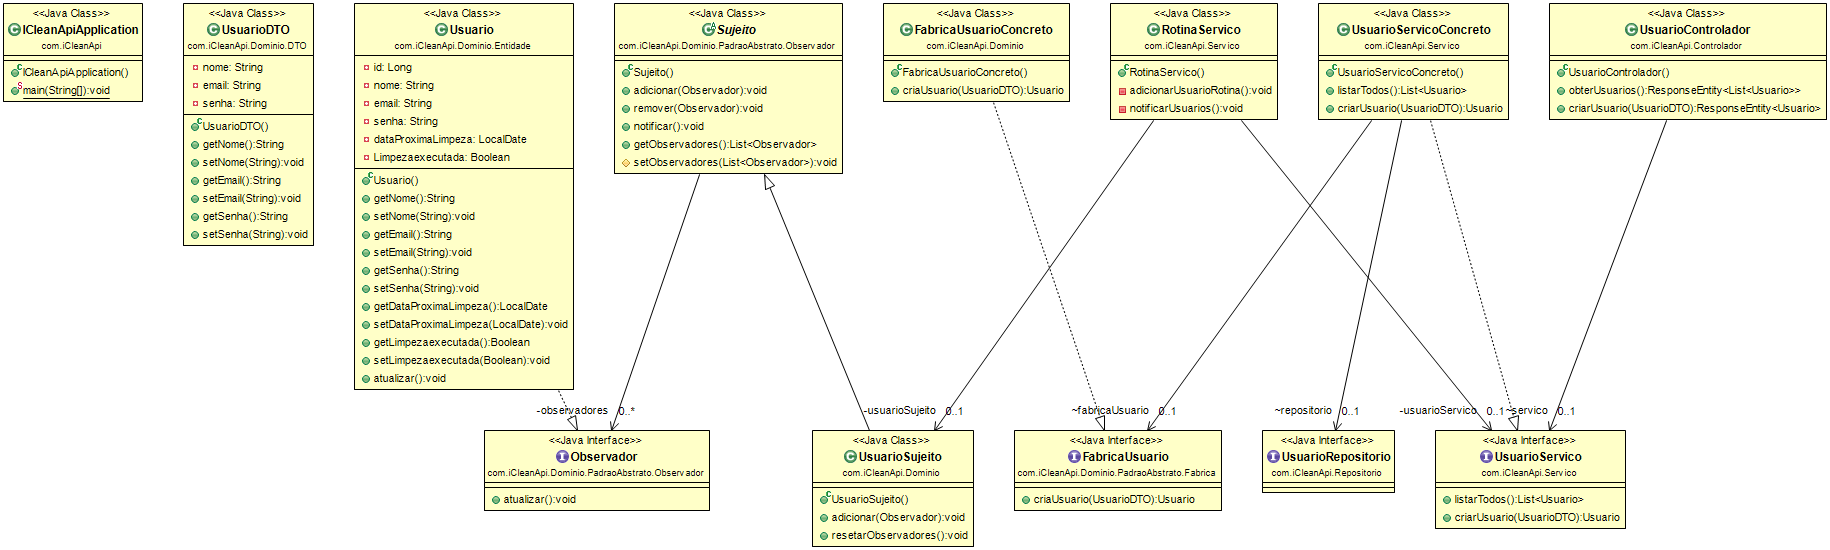 <<Java Class>>
ICleanApiApplication
com.iCleanApi
ICleanApiApplication()
main(String[]):void
<<Java Class>>
UsuarioDTO
com.iCleanApi.Dominio.DTO
nome: String
email: String
senha: String
UsuarioDTO()
getNome():String
setNome(String):void
getEmail():String
setEmail(String):void
getSenha():String
setSenha(String):void
<<Java Class>>
Usuario
com.iCleanApi.Dominio.Entidade
id: Long
nome: String
email: String
senha: String
dataProximaLimpeza: LocalDate
Limpezaexecutada: Boolean
Usuario()
getNome():String
setNome(String):void
getEmail():String
setEmail(String):void
getSenha():String
setSenha(String):void
getDataProximaLimpeza():LocalDate
setDataProximaLimpeza(LocalDate):void
getLimpezaexecutada():Boolean
setLimpezaexecutada(Boolean):void
atualizar():void
<<Java Class>>
Sujeito
com.iCleanApi.Dominio.PadraoAbstrato.Observador
Sujeito()
adicionar(Observador):void
remover(Observador):void
notificar():void
getObservadores():List<Observador>
setObservadores(List<Observador>):void
<<Java Class>>
FabricaUsuarioConcreto
com.iCleanApi.Dominio
FabricaUsuarioConcreto()
criaUsuario(UsuarioDTO):Usuario
<<Java Class>>
RotinaServico
com.iCleanApi.Servico
RotinaServico()
adicionarUsuarioRotina():void
notificarUsuarios():void
<<Java Class>>
UsuarioServicoConcreto
com.iCleanApi.Servico
UsuarioServicoConcreto()
listarTodos():List<Usuario>
criarUsuario(UsuarioDTO):Usuario
<<Java Class>>
UsuarioControlador
com.iCleanApi.Controlador
UsuarioControlador()
obterUsuarios():ResponseEntity<List<Usuario>>
criarUsuario(UsuarioDTO):ResponseEntity<Usuario>
-observadores 0..*
-usuarioSujeito 0..1
~fabricaUsuario 0..1
~repositorio 0..1
-usuarioServico 0..1
~servico 0..1
<<Java Interface>>
Observador
com.iCleanApi.Dominio.PadraoAbstrato.Observador
atualizar():void
<<Java Class>>
UsuarioSujeito
com.iCleanApi.Dominio
UsuarioSujeito()
adicionar(Observador):void
resetarObservadores():void
<<Java Interface>>
FabricaUsuario
com.iCleanApi.Dominio.PadraoAbstrato.Fabrica
criaUsuario(UsuarioDTO):Usuario
<<Java Interface>>
UsuarioRepositorio
com.iCleanApi.Repositorio
<<Java Interface>>
UsuarioServico
com.iCleanApi.Servico
listarTodos():List<Usuario>
criarUsuario(UsuarioDTO):Usuario